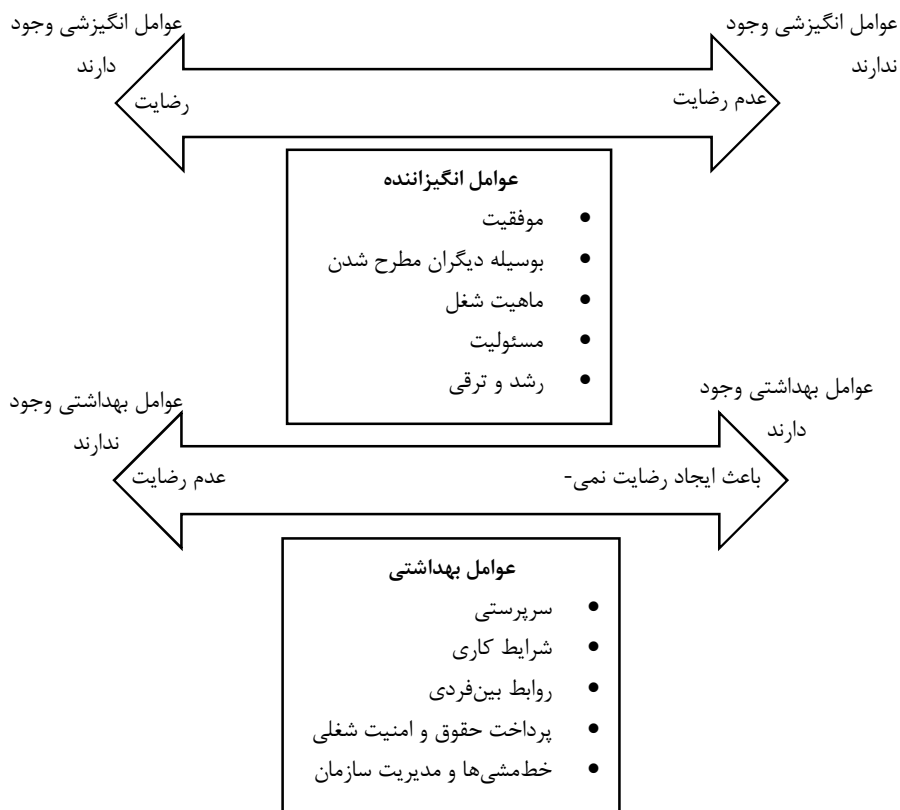 عوامل انگیزشی وجود
ندارند
عوامل انگیزشی وجود
دارند
عدم رضایت
رضایت
عوامل انگیزاننده
• موفقیت
• بوسیله دیگران مطرح شدن
• ماهیت شغل
• مسئولیت
• رشد و ترقی
عوامل بهداشتی وجود
دارند
عوامل بهداشتی وجود
ندارند
باعث ایجاد رضایت نمی-
عدم رضایت
عوامل بهداشتی
• سرپرستی
• شرایط کاری
• روابط بین‌فردی
• پرداخت حقوق و امنیت شغلی
• خط‌مشی‌ها و مدیریت سازمان